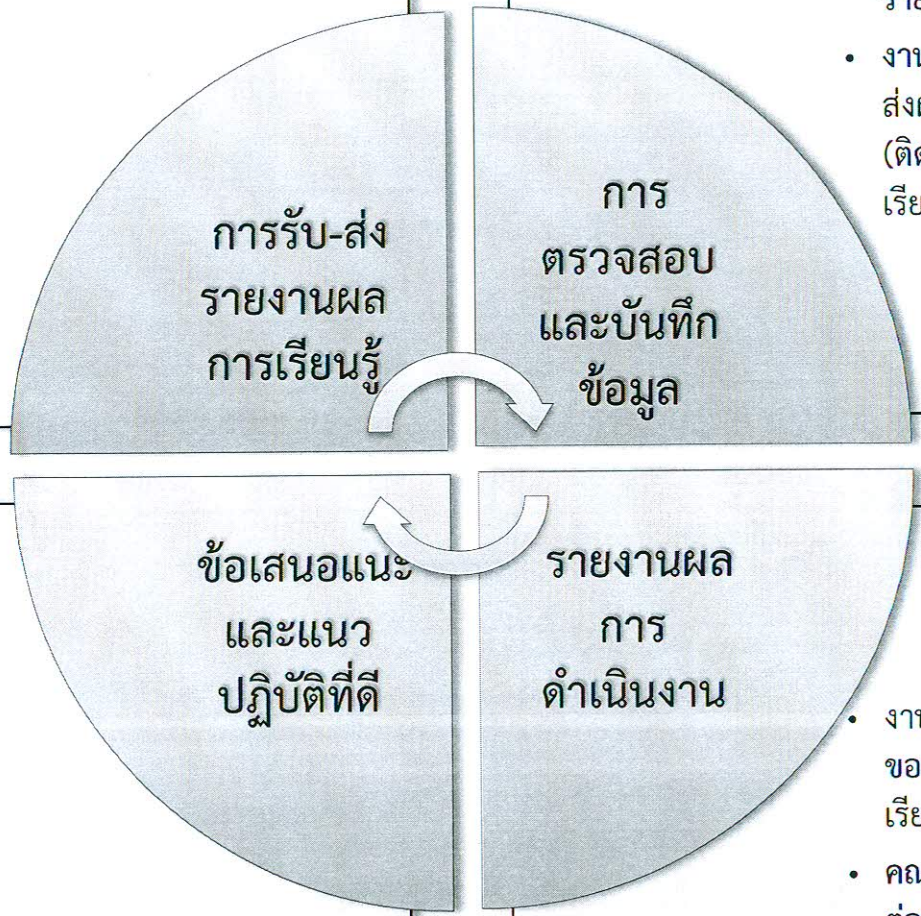 การรับ-ส่ง
รายงานผล
การเรียนรู้
การ
ตรวจสอบ
และบันทึก
ข้อมูล
ข้อเสนอแนะ
และแนว
ปฏิบัติที่ดี
รายงานผล
การ
ดำเนินงาน